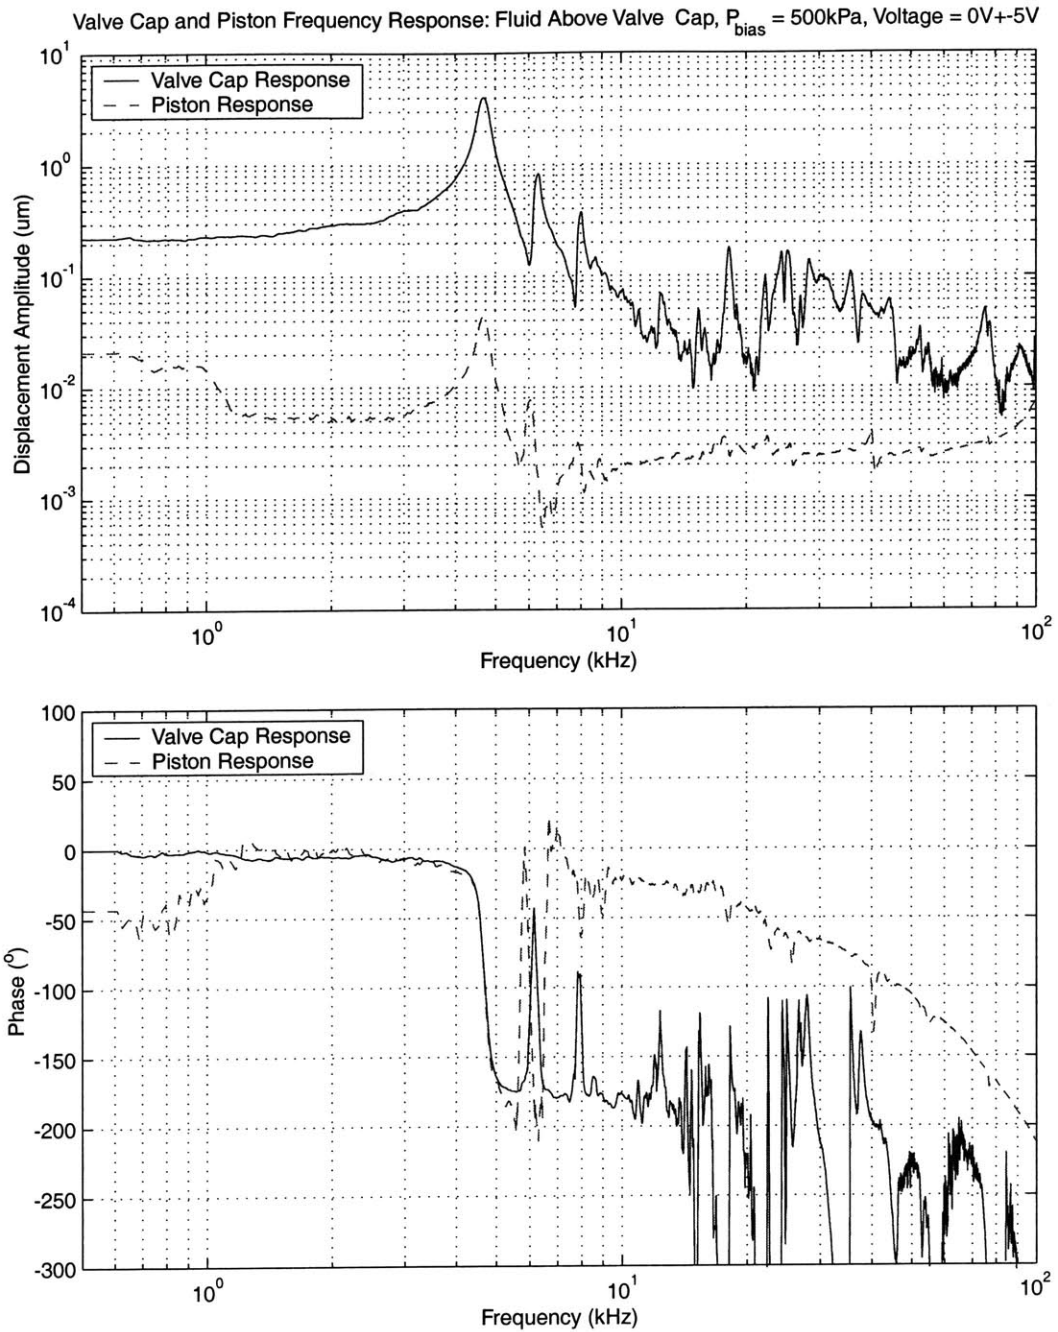 Valve Cap and Piston Frequency Response: Fluid Above Valve Cap, P_bias = 500kPa, Voltage = 0V+-5V
10^1
Valve Cap Response
Piston Response
10^0
10^-1
10^-2
10^-3
10^-4
Displacement Amplitude (um)
10^0
10^1
10^2
Frequency (kHz)
100
Valve Cap Response
Piston Response
50
0
-50
-100
-150
-200
-250
-300
Phase (°)
10^0
10^1
10^2
Frequency (kHz)